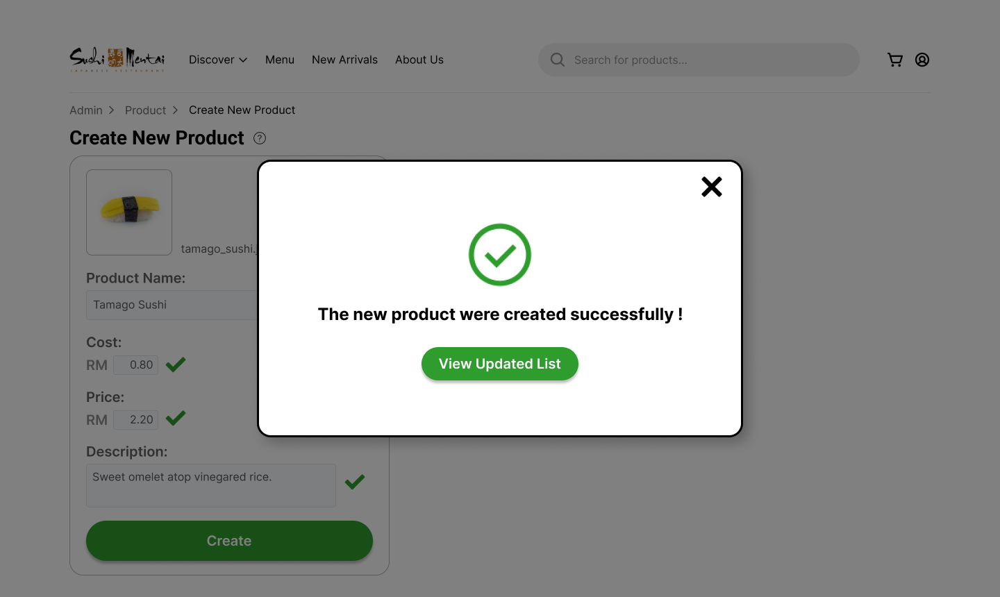 Sushi Mentai
JAPANESE RESTAURANT
Discover
Menu
New Arrivals
About Us
Search for products...
Admin
Product
Create New Product
Create New Product
?
tamago_sushi.j
Product Name:
Tamago Sushi
Cost:
RM 0.80
Price:
RM 2.20
Description:
Sweet omelet atop vinegared rice.
Create
The new product were created successfully !
View Updated List